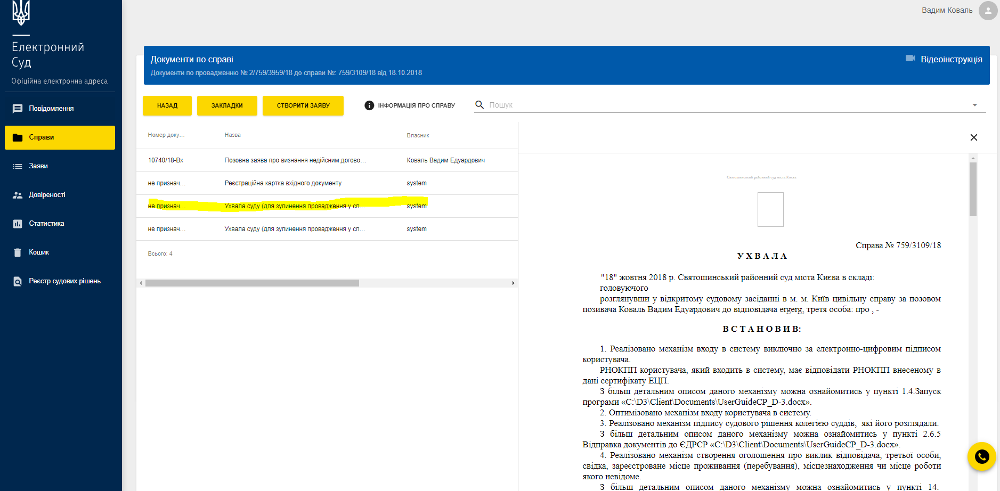 Вадим Коваль
Електронний
Суд
Офіційна електронна адреса
Повідомлення
Справи
Заяви
Довіреності
Статистика
Кошик
Реєстр судових рішень
Документи по справі
Документи по провадженню № 2/759/3959/18 до справи №: 759/3109/18 від 18.10.2018
Відеоінструкція
НАЗАД
ЗАКЛАДКИ
СТВОРИТИ ЗАЯВУ
ІНФОРМАЦІЯ ПРО СПРАВУ
Пошук
Номер доку... Назва Власник
10740/18-Вх Позовна заява про визнання недійсним догово... Коваль Вадим Едуардович
не признач... Реєстраційна картка вхідного документу system
не признач... Ухвала суду (для зупинення провадження у сп... system
не признач... Ухвала суду (для зупинення провадження у сп... system
Всього: 4
Святошинський районний суд міста Києва
Справа № 759/3109/18
У Х В А Л А
"18" жовтня 2018 р. Святошинський районний суд міста Києва в складі:
головуючого
розглянувши у відкритому судовому засіданні в м. м. Київ цивільну справу за позовом
позивача Коваль Вадим Едуардович до відповідача ergerg, третя особа: про , -
В С Т А Н О В И В:
1. Реалізовано механізм входу в систему виключно за електронно-цифровим підписом
користувача.
РНОКПП користувача, який входить в систему, має відповідати РНОКПП внесеному в
дані сертифікату ЕЦП.
З більш детальним описом даного механізму можна ознайомитись у пункті 1.4.Запуск
програми «C:\D3\Client\Documents\UserGuideCP_D-3.docx».
2. Оптимізовано механізм входу користувача в систему.
3. Реалізовано механізм підпису судового рішення колегією суддів, які його розглядали.
З більш детальним описом даного механізму можна ознайомитись у пункті 2.6.5
Відправка документів до ЄДРСР «C:\D3\Client\Documents\UserGuideCP_D-3.docx».
4. Реалізовано механізм створення оголошення про виклик відповідача, третьої особи,
свідка, зареєстроване місце проживання (перебування), місцезнаходження чи місце роботи
якого невідоме.
З більш детальним описом даного механізму можна ознайомитись у пункті 14.